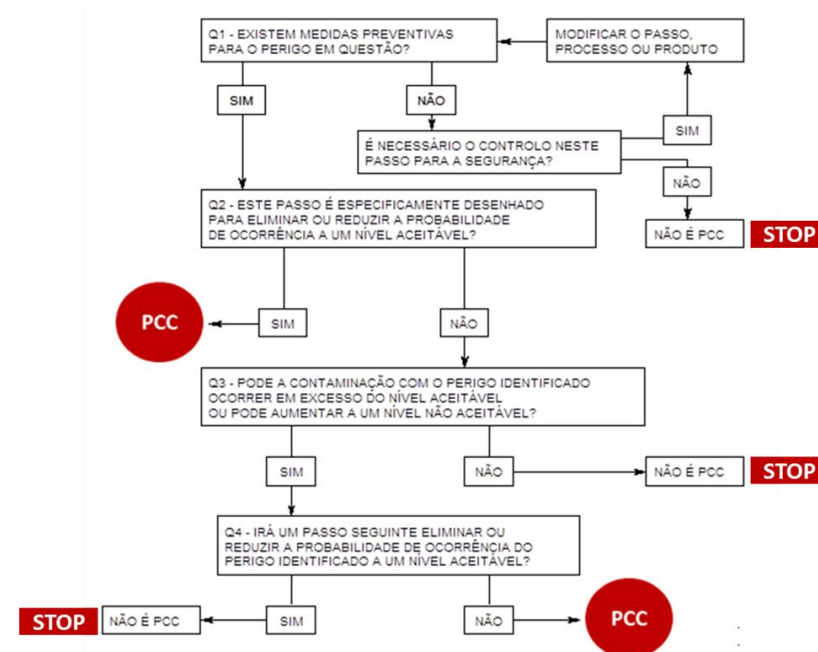 Q1 - EXISTEM MEDIDAS PREVENTIVAS
PARA O PERIGO EM QUESTÃO?
MODIFICAR O PASSO,
PROCESSO OU PRODUTO
SIM
NÃO
SIM
É NECESSÁRIO O CONTROLO NESTE
PASSO PARA A SEGURANÇA?
NÃO
Q2 - ESTE PASSO É ESPECIFICAMENTE DESENHADO
PARA ELIMINAR OU REDUZIR A PROBABILIDADE
DE OCORRÊNCIA A UM NÍVEL ACEITÁVEL?
NÃO É PCC
STOP
PCC
SIM
NÃO
Q3 - PODE A CONTAMINAÇÃO COM O PERIGO IDENTIFICADO
OCORRER EM EXCESSO DO NÍVEL ACEITÁVEL
OU PODE AUMENTAR A UM NÍVEL NÃO ACEITÁVEL?
SIM
NÃO
NÃO É PCC
STOP
Q4 - IRÁ UM PASSO SEGUINTE ELIMINAR OU
REDUZIR A PROBABILIDADE DE OCORRÊNCIA DO
PERIGO IDENTIFICADO A UM NÍVEL ACEITÁVEL?
STOP
NÃO É PCC
SIM
NÃO
PCC